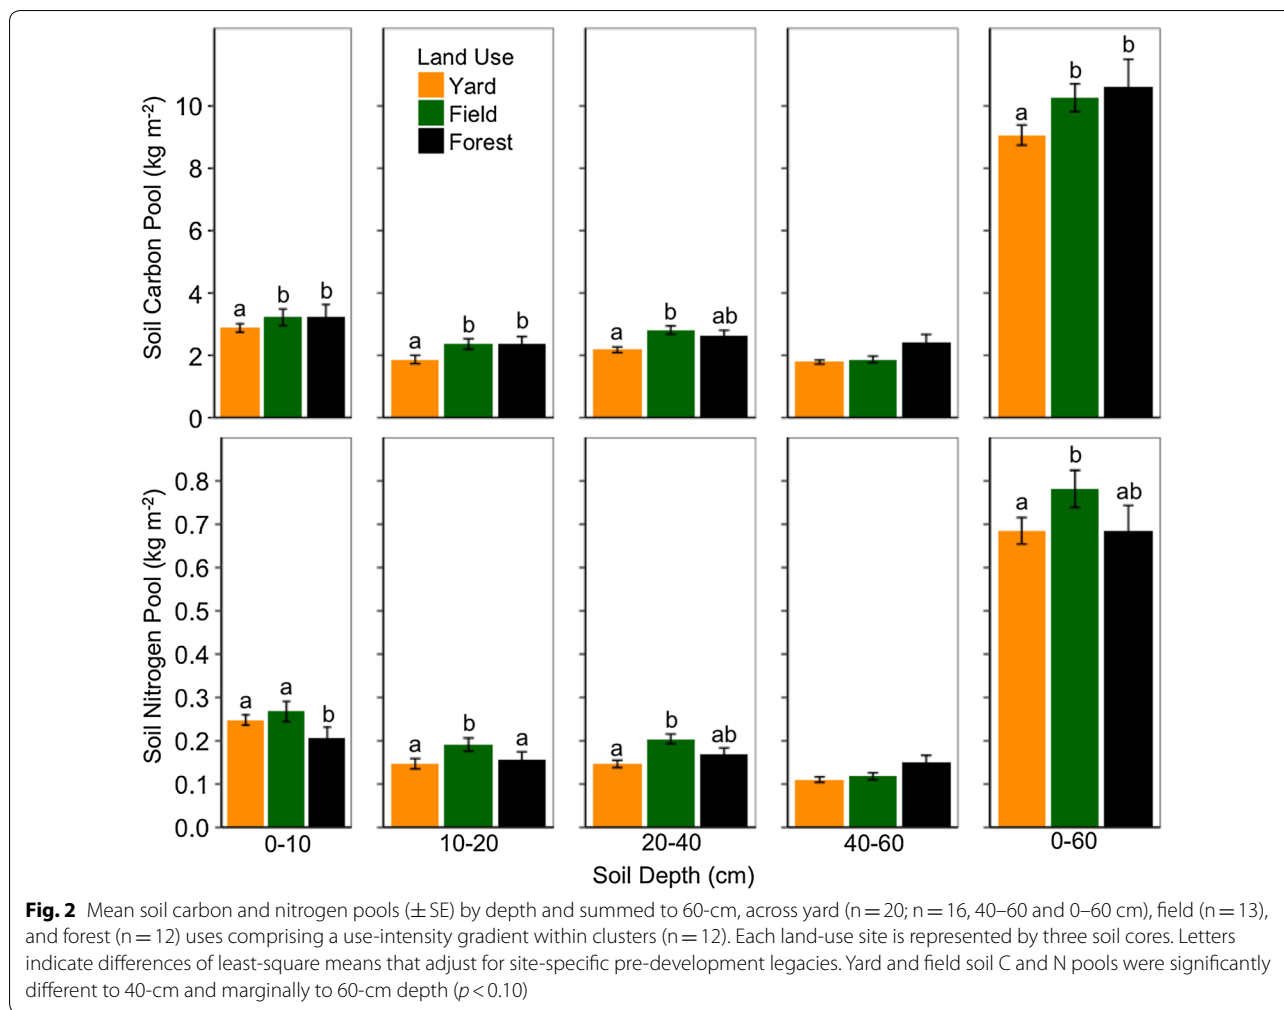 Land Use
Yard
Field
Forest
Soil Carbon Pool (kg m-2)
10
8
6
4
2
0
a b b
a b b
a b ab
a b b
Soil Nitrogen Pool (kg m-2)
0.8
0.7
0.6
0.5
0.4
0.3
0.2
0.1
0.0
a a b
a b a
a b ab
a b ab
0-10 10-20 20-40 40-60 0-60
Soil Depth (cm)
Fig. 2 Mean soil carbon and nitrogen pools (± SE) by depth and summed to 60-cm, across yard (n = 20; n = 16, 40–60 and 0–60 cm), field (n = 13),
and forest (n = 12) uses comprising a use-intensity gradient within clusters (n = 12). Each land-use site is represented by three soil cores. Letters
indicate differences of least-square means that adjust for site-specific pre-development legacies. Yard and field soil C and N pools were significantly
different to 40-cm and marginally to 60-cm depth (p < 0.10)